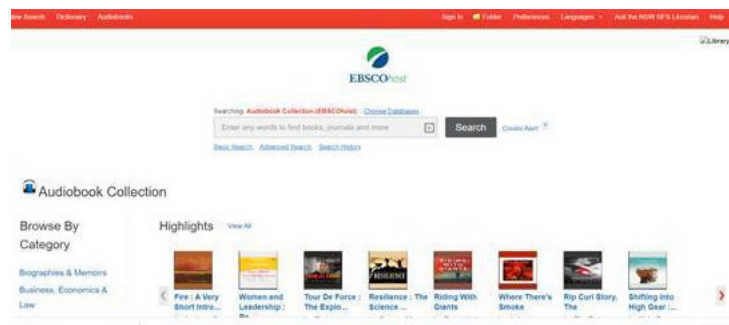 New Search Dictionary Audiobooks Sign In Folder Preferences Languages Ask the NSW RFS Librarian Help
Library
EBSCOhost
Searching: Audiobook Collection (EBSCOhost) Choose Databases
Enter any words to find books, journals and more Search Create Alert
Basic Search Advanced Search Search History
Audiobook Collection
Browse By
Category
Highlights View All
Biographies & Memoirs
Business, Economics &
Law
RESILIENCE
RIDING
WITH
GIANTS
Fire : A Very
Short Intro...
Women and
Leadership :
Tour De Force :
The Explo...
Resilience : The
Science ...
Riding With
Giants
Where There's
Smoke
Rip Curl Story,
The
Shifting Into
High Gear :...